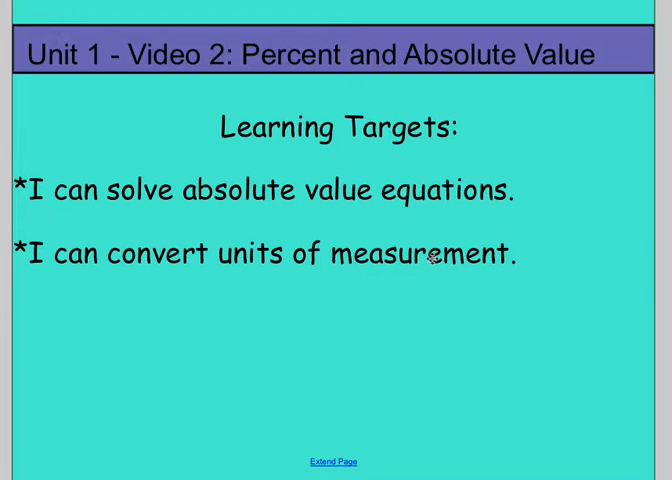 Unit 1 - Video 2: Percent and Absolute Value
Learning Targets:
*I can solve absolute value equations.
*I can convert units of measurement.
Extend Page